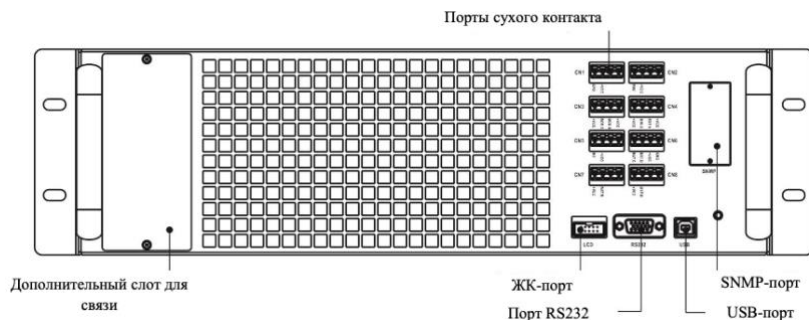 Порты сухого контакта
CN1
CN2
CN3
CN4
CN5
CN6
CN7
CN8
SNMP
LCD
RS232
USB
Дополнительный слот для
связи
ЖК-порт
SNMP-порт
Порт RS232
USB-порт